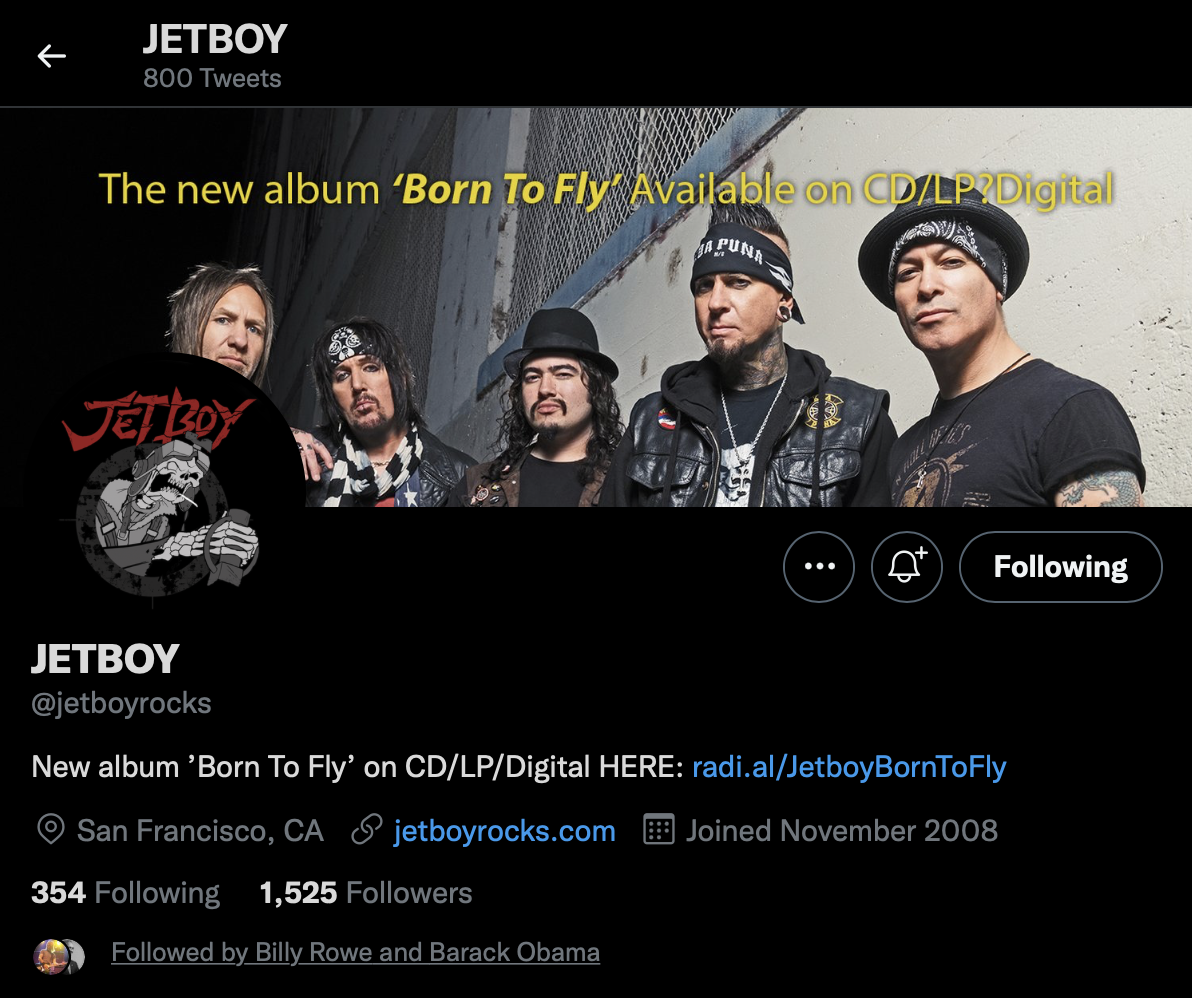 JETBOY
800 Tweets
The new album ‘Born To Fly’ Available on CD/LP?Digital
JETBOY
Following
JETBOY
@jetboyrocks
New album ’Born To Fly’ on CD/LP/Digital HERE: radi.al/JetboyBornToFly
San Francisco, CA jetboyrocks.com Joined November 2008
354 Following 1,525 Followers
Followed by Billy Rowe and Barack Obama